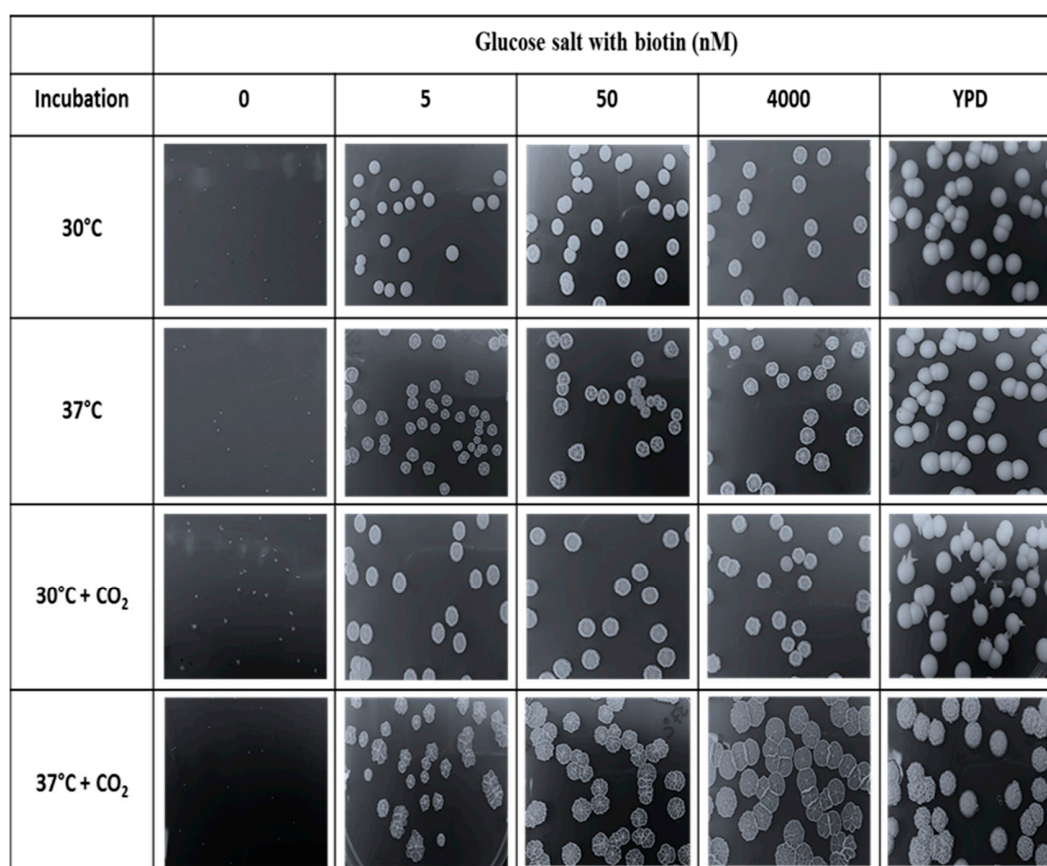 Glucose salt with biotin (nM)
Incubation 0 5 50 4000 YPD
30°C
37°C
30°C + CO₂
37°C + CO₂